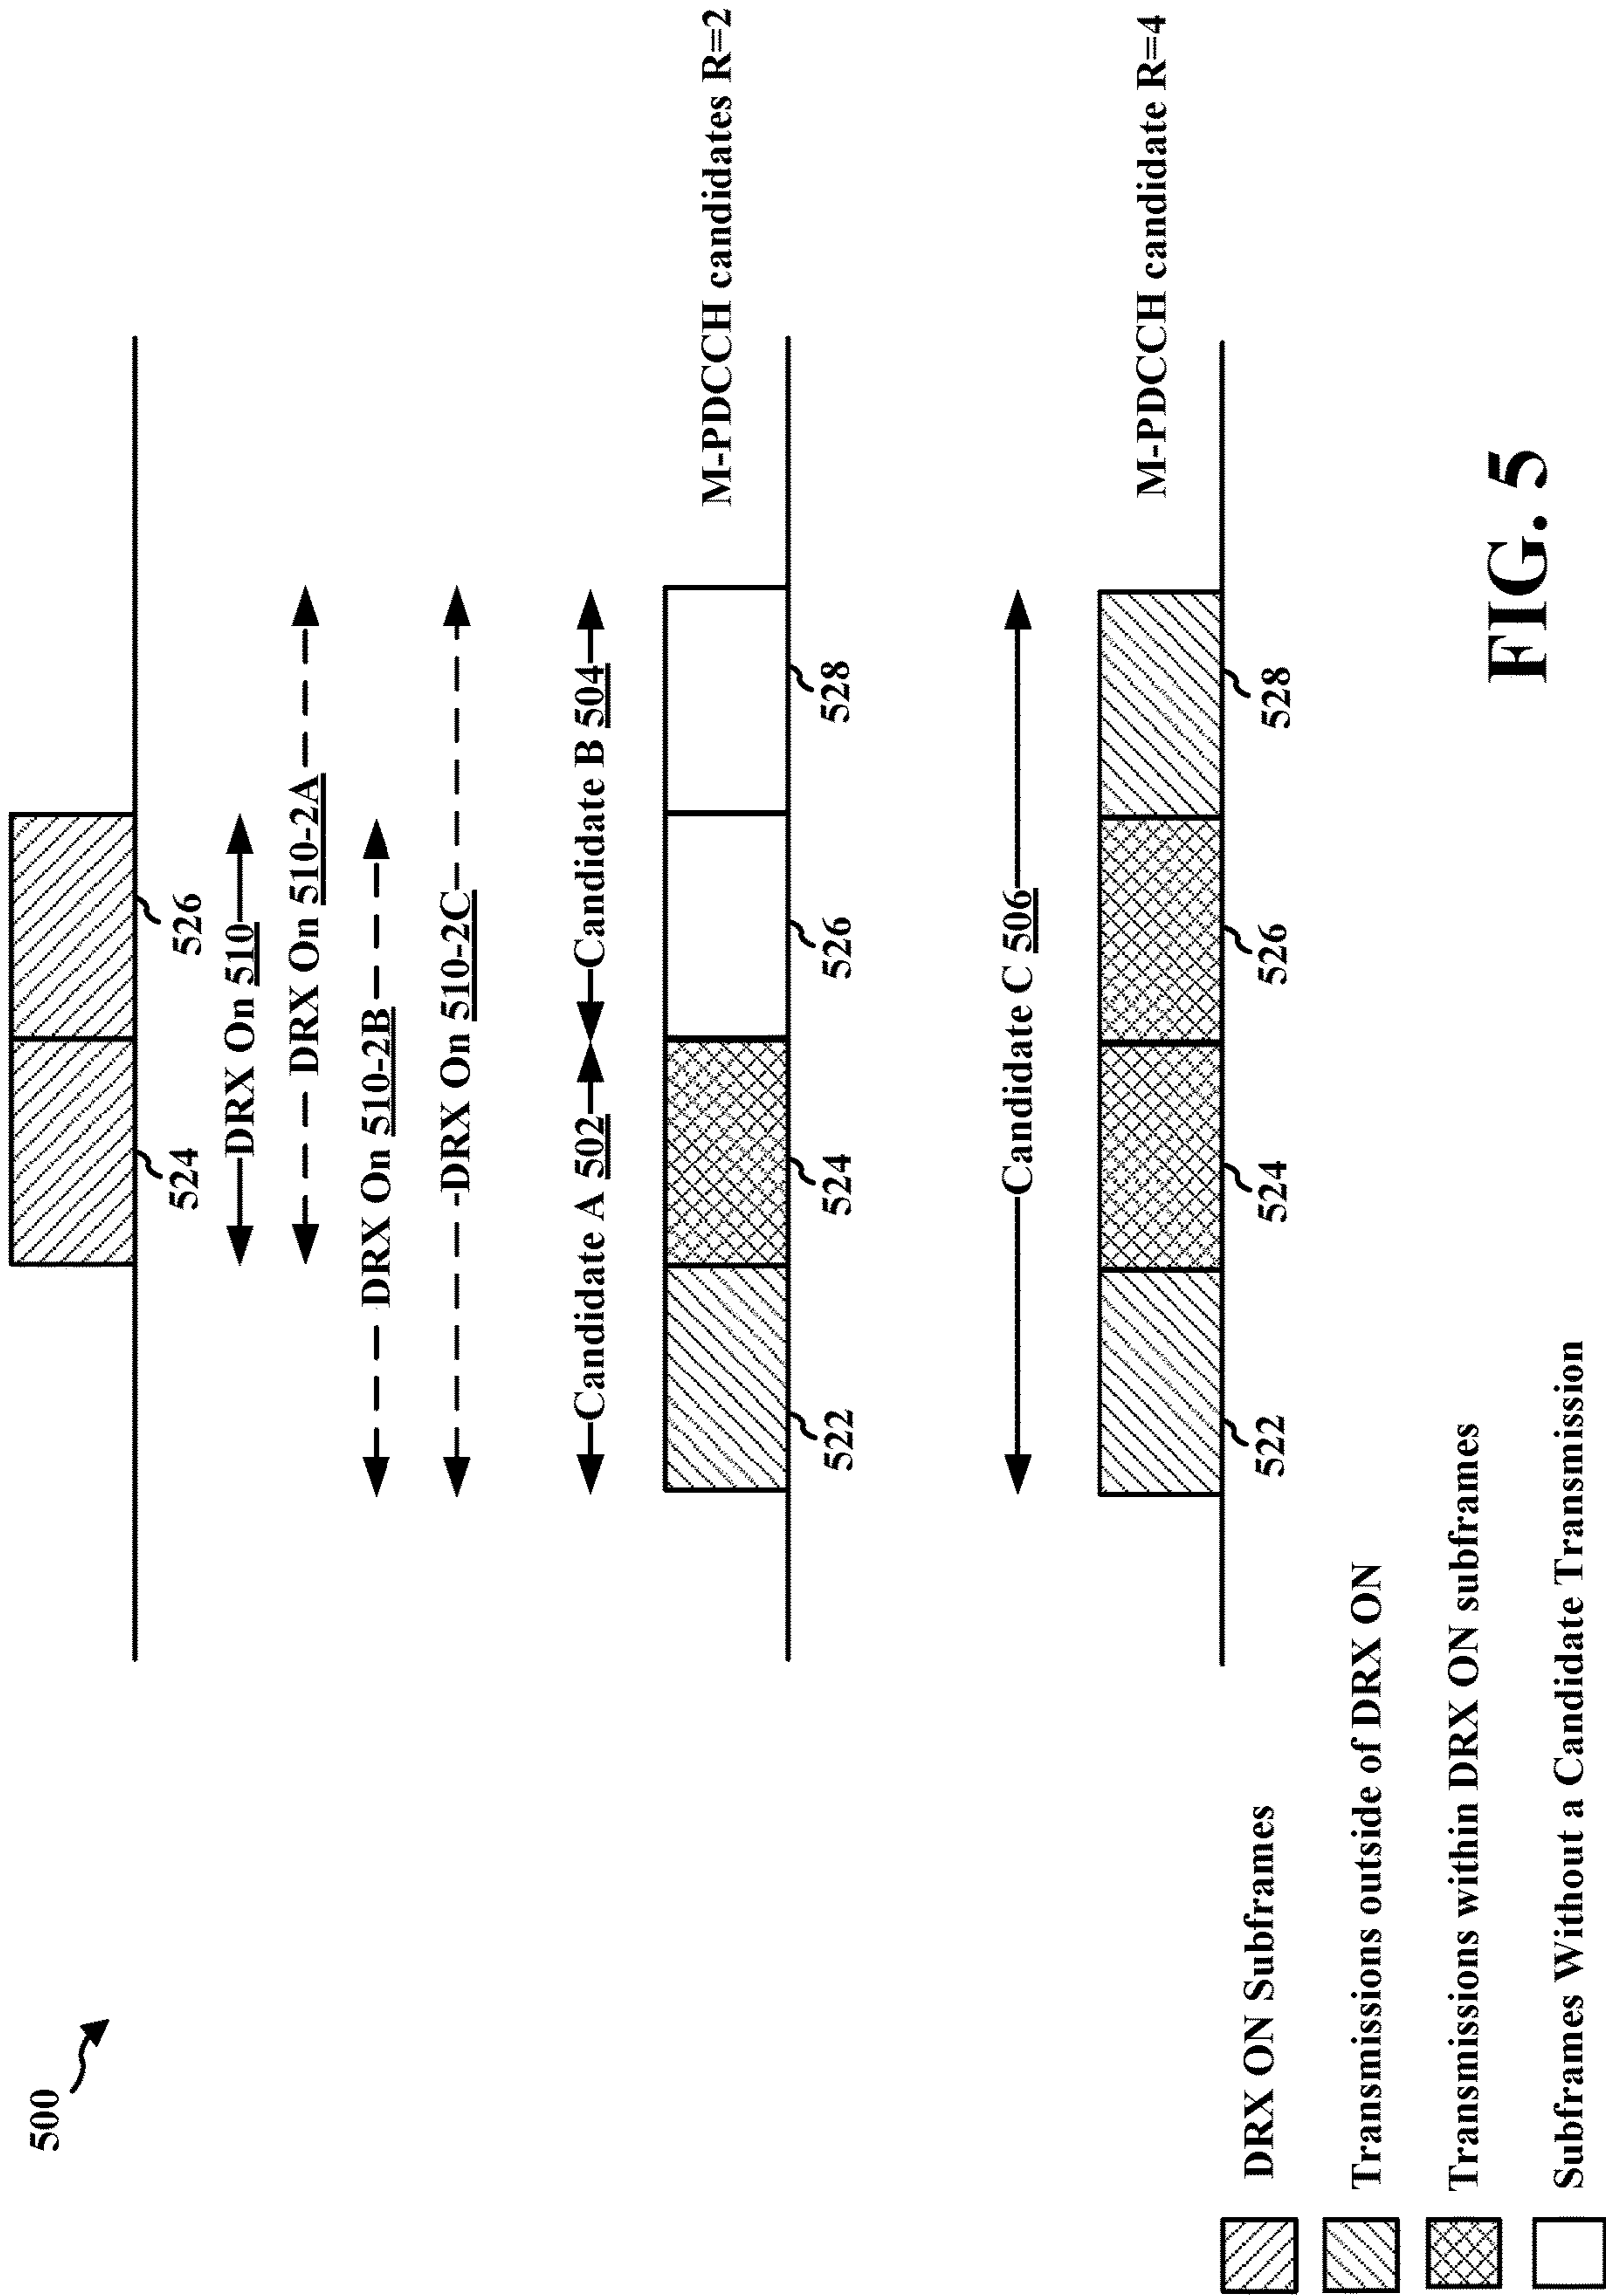 500
524
526
DRX On 510
DRX On 510-2A
DRX On 510-2B
DRX On 510-2C
Candidate A 502
Candidate B 504
M-PDCCH candidates R=2
522
524
526
528
Candidate C 506
M-PDCCH candidate R=4
522
524
526
528
DRX ON Subframes
Transmissions outside of DRX ON
Transmissions within DRX ON subframes
Subframes Without a Candidate Transmission
FIG. 5